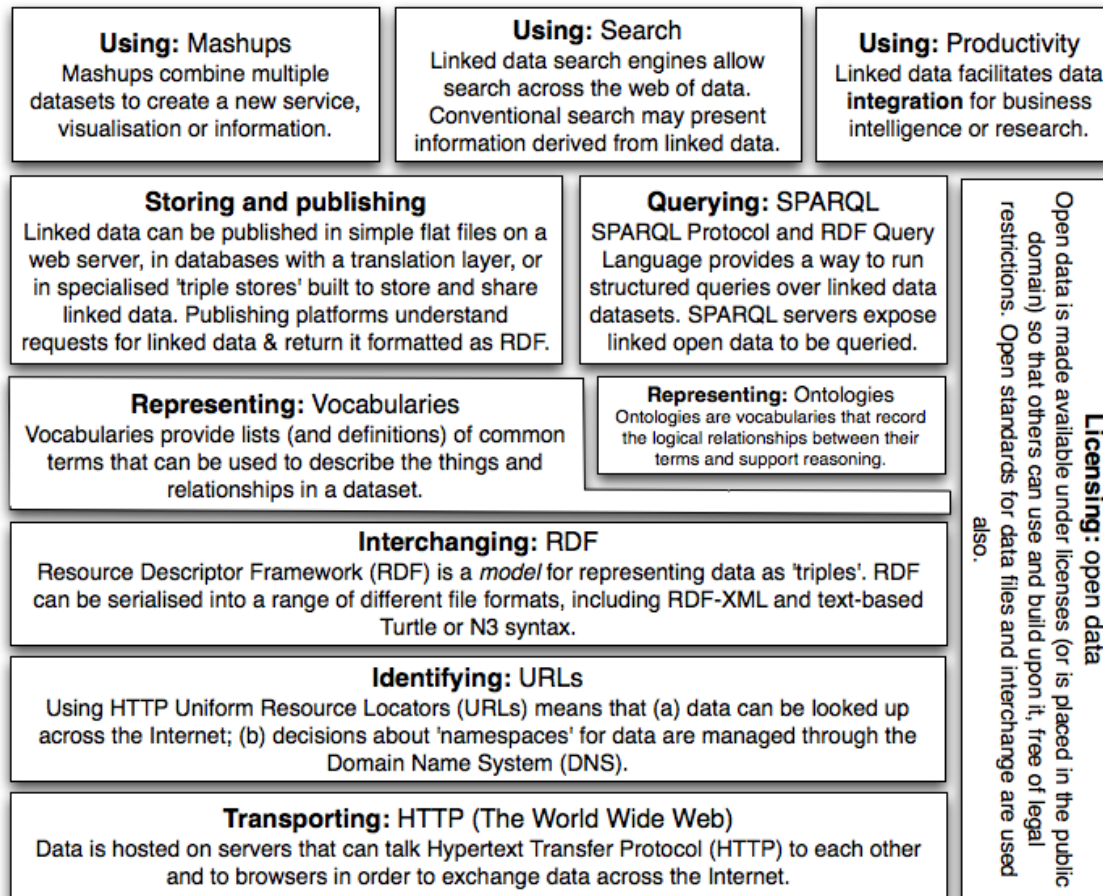 Using: Mashups
Mashups combine multiple
datasets to create a new service,
visualisation or information.
Using: Search
Linked data search engines allow
search across the web of data.
Conventional search may present
information derived from linked data.
Using: Productivity
Linked data facilitates data
integration for business
intelligence or research.
Storing and publishing
Linked data can be published in simple flat files on a
web server, in databases with a translation layer, or
in specialised 'triple stores' built to store and share
linked data. Publishing platforms understand
requests for linked data & return it formatted as RDF.
Querying: SPARQL
SPARQL Protocol and RDF Query
Language provides a way to run
structured queries over linked data
datasets. SPARQL servers expose
linked open data to be queried.
Representing: Vocabularies
Vocabularies provide lists (and definitions) of common
terms that can be used to describe the things and
relationships in a dataset.
Representing: Ontologies
Ontologies are vocabularies that record
the logical relationships between their
terms and support reasoning.
Interchanging: RDF
Resource Descriptor Framework (RDF) is a model for representing data as 'triples'. RDF
can be serialised into a range of different file formats, including RDF-XML and text-based
Turtle or N3 syntax.
Identifying: URLs
Using HTTP Uniform Resource Locators (URLs) means that (a) data can be looked up
across the Internet; (b) decisions about 'namespaces' for data are managed through the
Domain Name System (DNS).
Transporting: HTTP (The World Wide Web)
Data is hosted on servers that can talk Hypertext Transfer Protocol (HTTP) to each other
and to browsers in order to exchange data across the Internet.
Licensing: open data
Open data is made available under licenses (or is placed in the public
domain) so that others can use and build upon it, free of legal
restrictions. Open standards for data files and interchange are used
also.